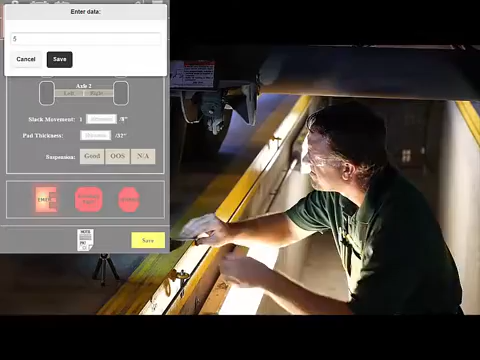 Enter data:
5
Cancel
Save
Axle 2
Left
Right
Slack Movement: 1 /8"
Pad Thickness: /32"
Suspension: Good OOS N/A
Save